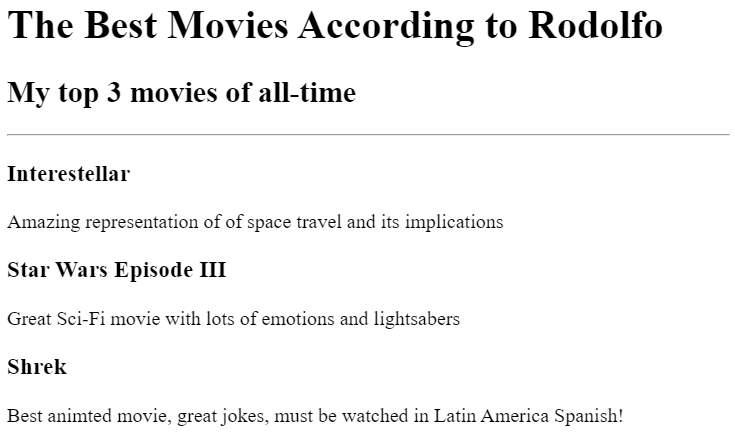 The Best Movies According to Rodolfo
My top 3 movies of all-time
Interestellar
Amazing representation of of space travel and its implications
Star Wars Episode III
Great Sci-Fi movie with lots of emotions and lightsabers
Shrek
Best animted movie, great jokes, must be watched in Latin America Spanish!